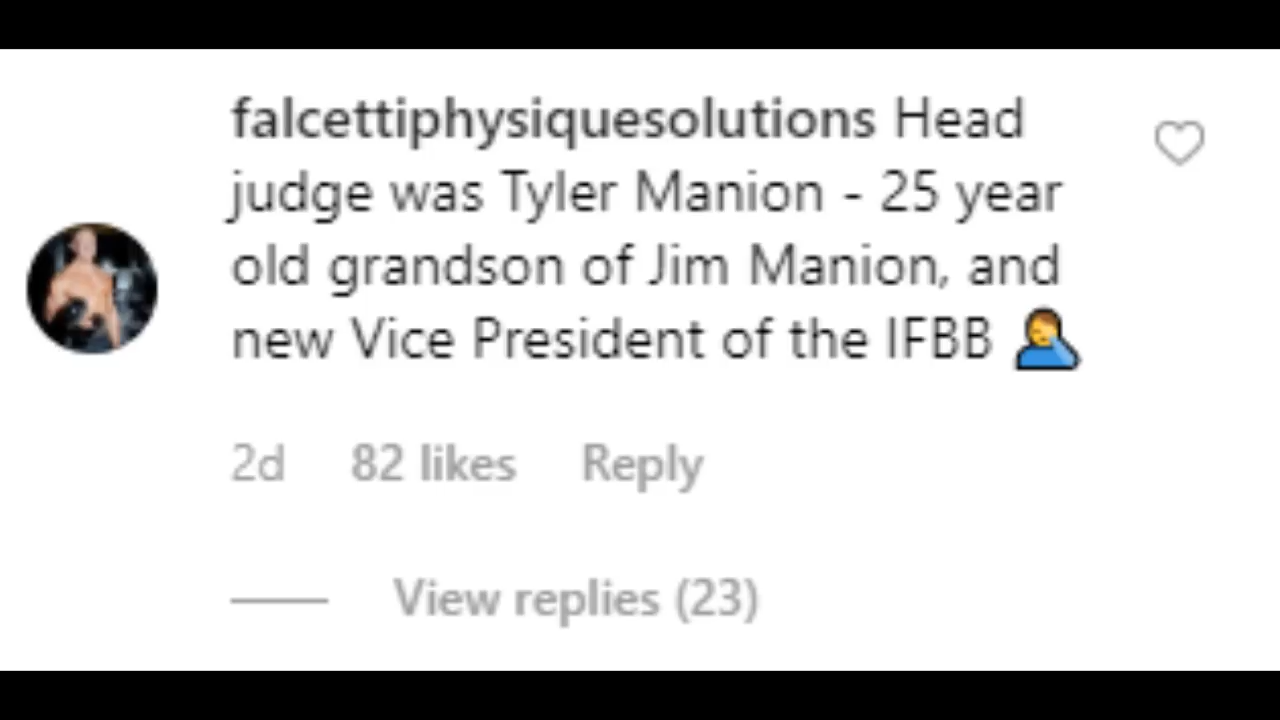 falcettiphysiquesolutions Head
judge was Tyler Manion - 25 year
old grandson of Jim Manion, and
new Vice President of the IFBB 🤦‍♂️
2d 82 likes Reply
View replies (23)